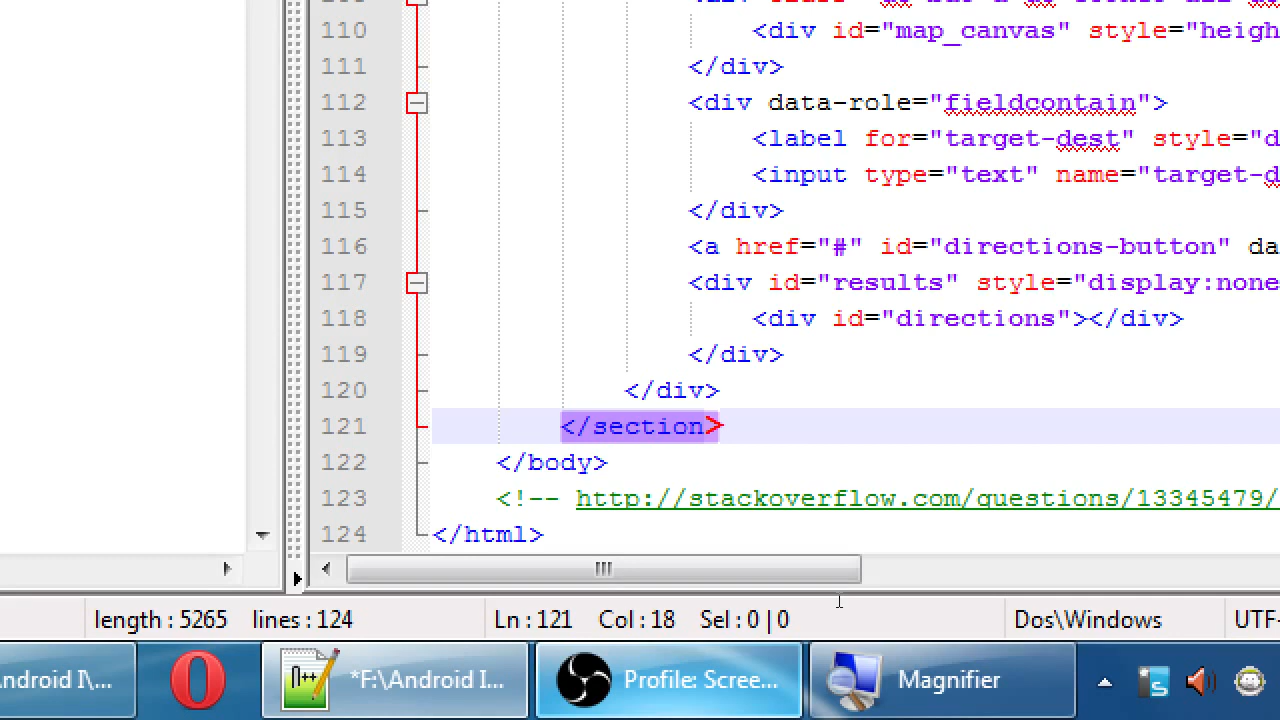 110 <div id="map_canvas" style="heigh
111 </div>
112 <div data-role="fieldcontain">
113 <label for="target-dest" style="d
114 <input type="text" name="target-d
115 </div>
116 <a href="#" id="directions-button" da
117 <div id="results" style="display:none
118 <div id="directions"></div>
119 </div>
120 </div>
121 </section>
122 </body>
123 <!-- http://stackoverflow.com/questions/13345479/
124 </html>
length : 5265 lines : 124 Ln : 121 Col : 18 Sel : 0 | 0 Dos\Windows UTF-
ndroid I\... *F:\Android I... Profile: Scree... Magnifier